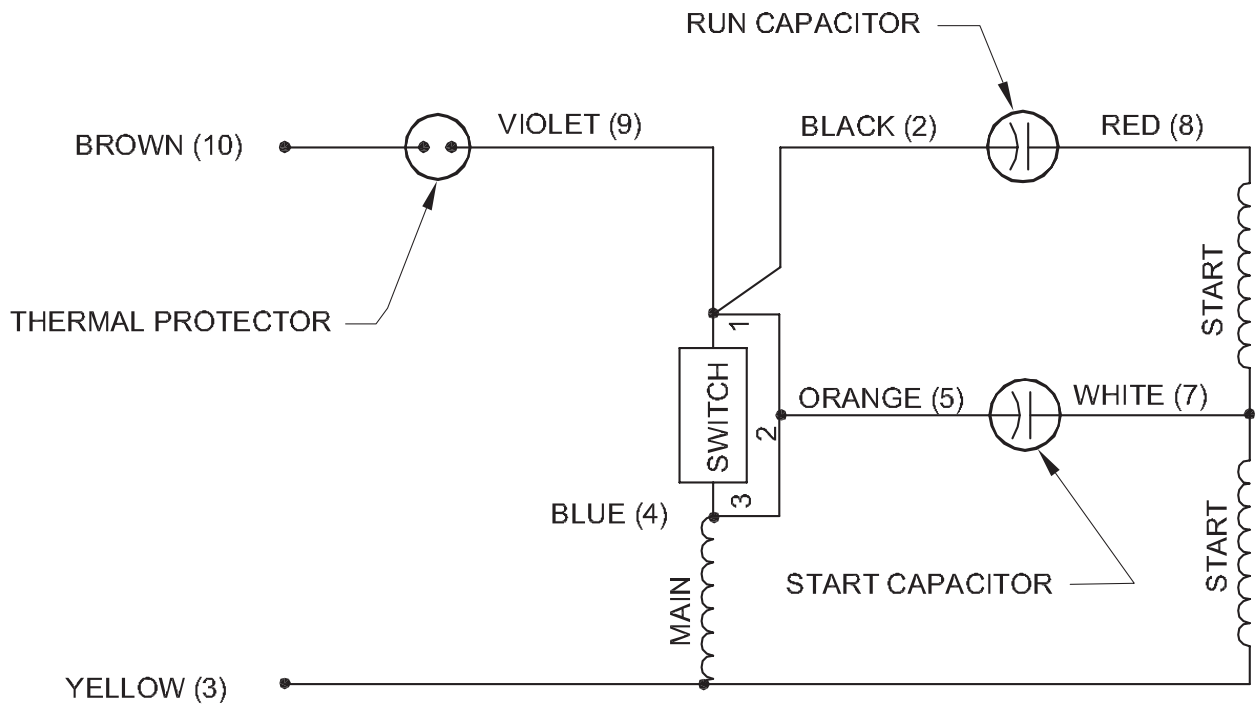 RUN CAPACITOR
BROWN (10)
VIOLET (9)
BLACK (2)
RED (8)
THERMAL PROTECTOR
START
1
SWITCH
2
3
ORANGE (5)
WHITE (7)
BLUE (4)
START CAPACITOR
START
MAIN
YELLOW (3)